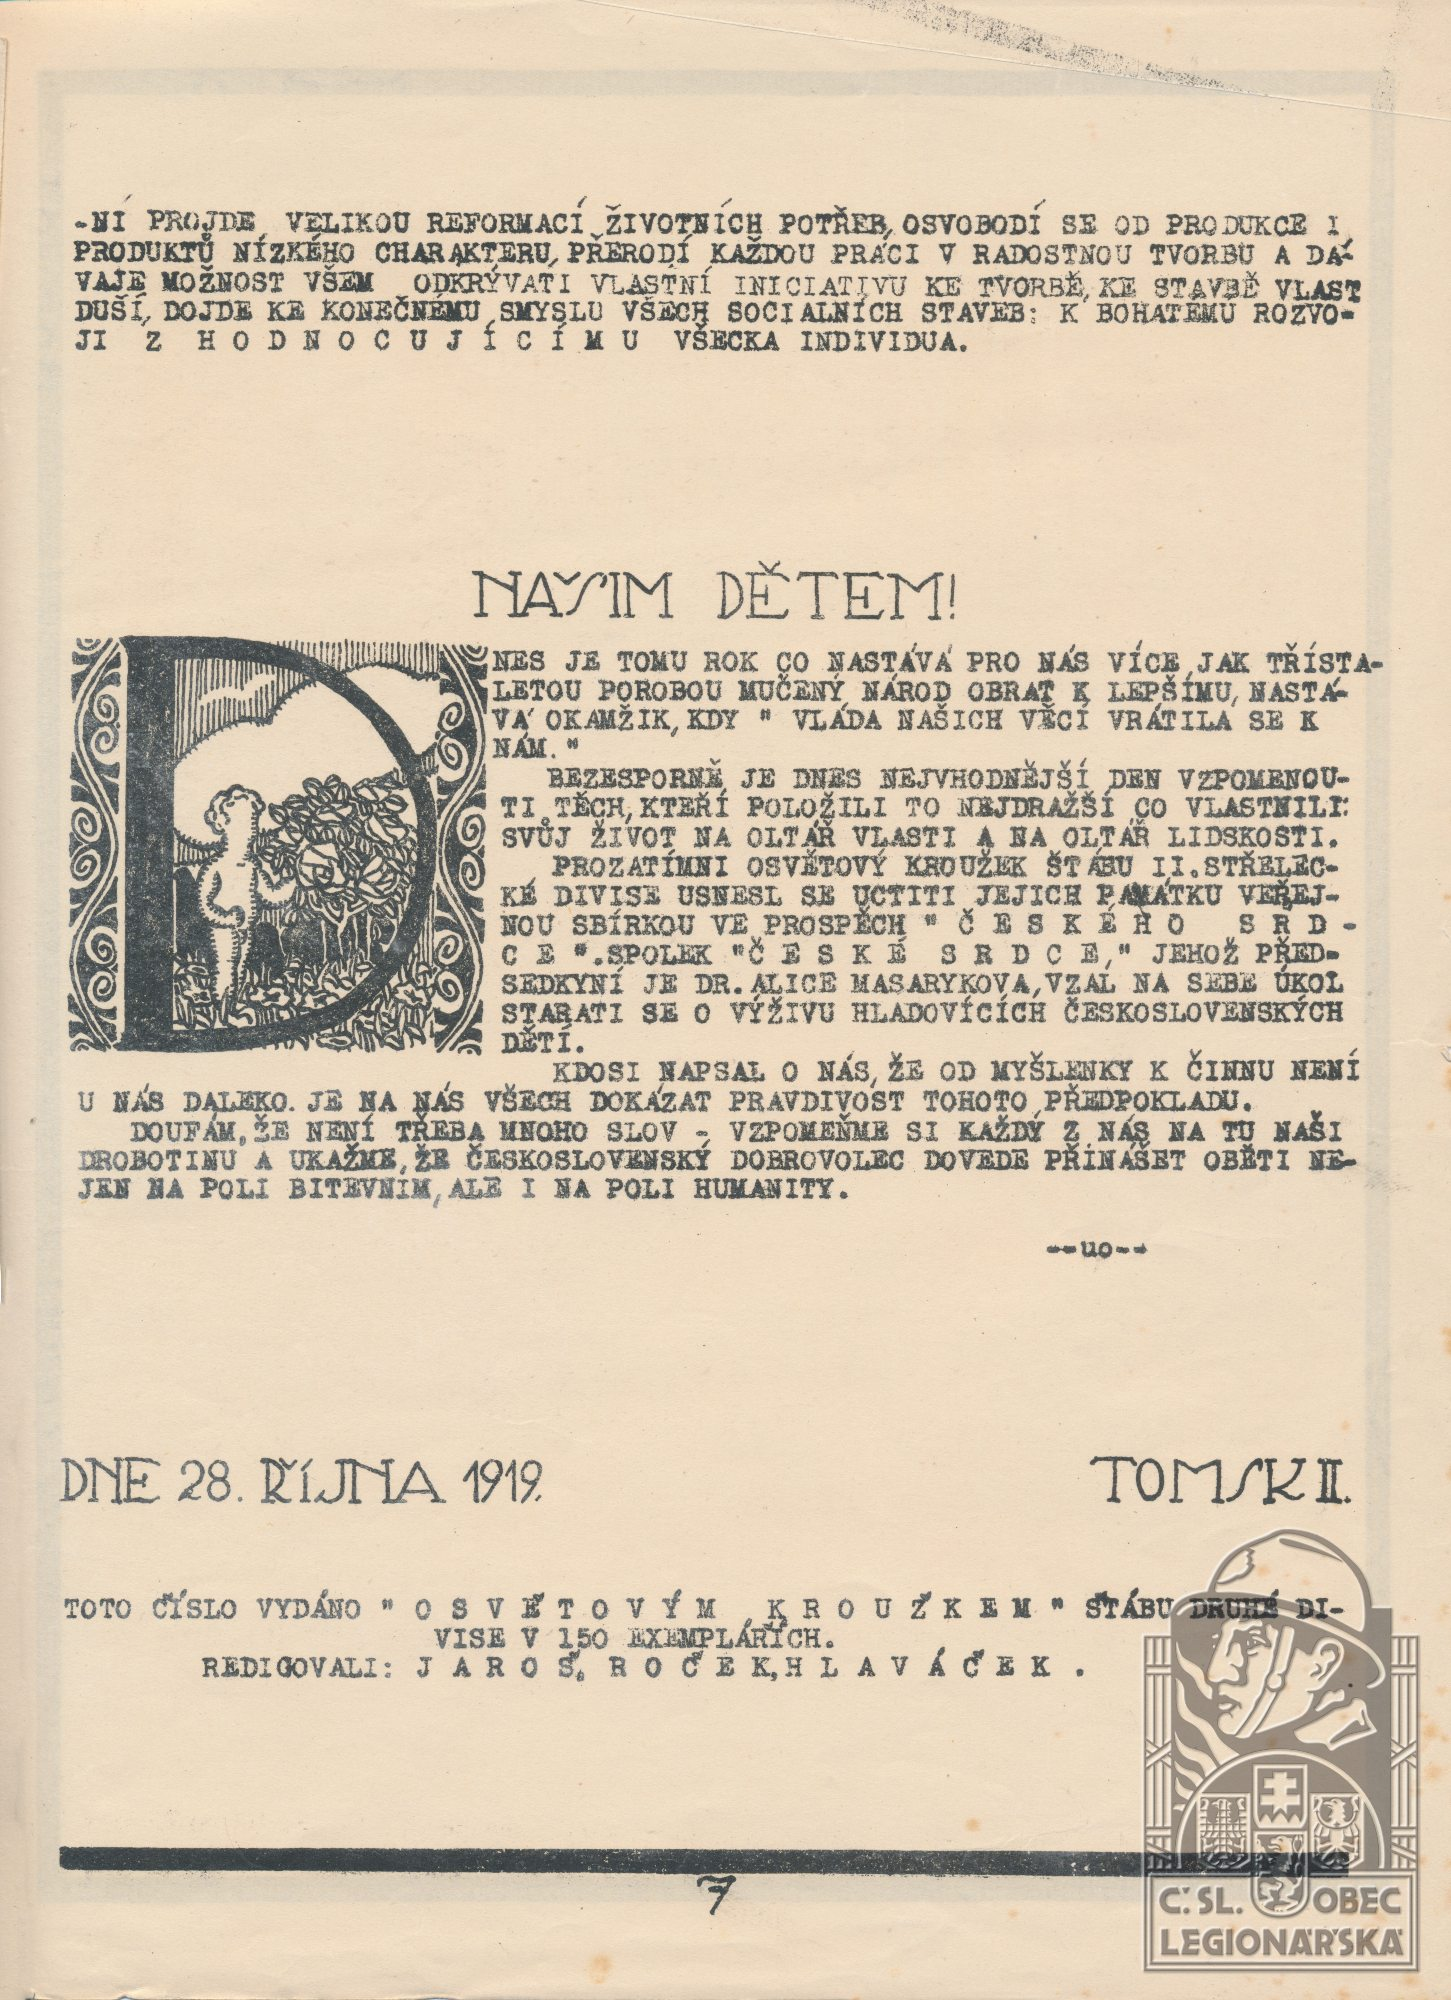 -NÍ PROJDE VELIKOU REFORMACÍ ŽIVOTNÍCH POTŘEB, OSVOBODÍ SE OD PRODUKCE I
PRODUKTŮ NÍZKÉHO CHARAKTERU, PŘERODÍ KAŽDOU PRÁCI V RADOSTNOU TVORBU A DÁ-
VAJE MOŽNOST VŠEM ODKRÝVATI VLASTNÍ INICIATIVU KE TVORBĚ, KE STAVBĚ VLAST
DUŠÍ, DOJDE KE KONEČNÉMU SMYSLU VŠECH SOCIALNÍCH STAVEB: K BOHATÉMU ROZVO-
JI Z H O D N O C U J Í C Í M U VŠECKA INDIVIDUA.
NAŠIM DĚTEM!
DNES JE TOMU ROK CO NASTÁVÁ PRO NÁS VÍCE JAK TŘÍSTA-
LETOU POROBOU MUČENÝ NÁROD OBRAT K LEPŠÍMU, NASTÁ-
VÁ OKAMŽIK, KDY " VLÁDA NAŠICH VĚCÍ VRÁTILA SE K
NÁM."
BEZESPORNĚ JE DNES NEJVHODNĚJŠÍ DEN VZPOMENOU-
TI TĚCH, KTEŘÍ POLOŽILI TO NEJDRAŽŠÍ CO VLASTNILI:
SVŮJ ŽIVOT NA OLTÁŘ VLASTI A NA OLTÁŘ LIDSKOSTI.
PROZATÍMNI OSVĚTOVÝ KROUŽEK ŠTÁBU II. STŘELEC-
KÉ DIVISE USNESL SE UCTITI JEJICH PAMÁTKU VEŘEJ-
NOU SBÍRKOU VE PROSPĚCH " Č E S K É H O S R D -
C E ". SPOLEK "Č E S K É S R D C E," JEHOŽ PŘED-
SEDKYNÍ JE DR. ALICE MASARYKOVA, VZAL NA SEBE ÚKOL
STARATI SE O VÝŽIVU HLADOVÍCÍCH ČESKOSLOVENSKÝCH
DĚTÍ.
KDOSI NAPSAL O NÁS, ŽE OD MYŠLENKY K ČINNU NENÍ
U NÁS DALEKO. JE NA NÁS VŠECH DOKÁZAT PRAVDIVOST TOHOTO PŘEDPOKLADU.
DOUFÁM, ŽE NENÍ TŘEBA MNOHO SLOV - VZPOMEŇME SI KAŽDÝ Z NÁS NA TU NAŠI
DROBOTINU A UKAŽME, ŽE ČESKOSLOVENSKÝ DOBROVOLEC DOVEDE PŘINÁŠET OBĚTI NE-
JEN NA POLI BITEVNÍM, ALE I NA POLI HUMANITY.
--uo--
DNE 28. ŘÍJNA 1919. TOMSK II.
TOTO ČÍSLO VYDÁNO " O S V Ě T O V Ý M K R O U Ž K E M " ŠTÁBU DRUHÉ DI-
VISE V 150 EXEMPLÁŘÍCH.
REDIGOVALI: J A R O Š, R O Č E K, H L A V Á Č E K .
7
Č.SL. OBEC
LEGIONÁŘSKÁ